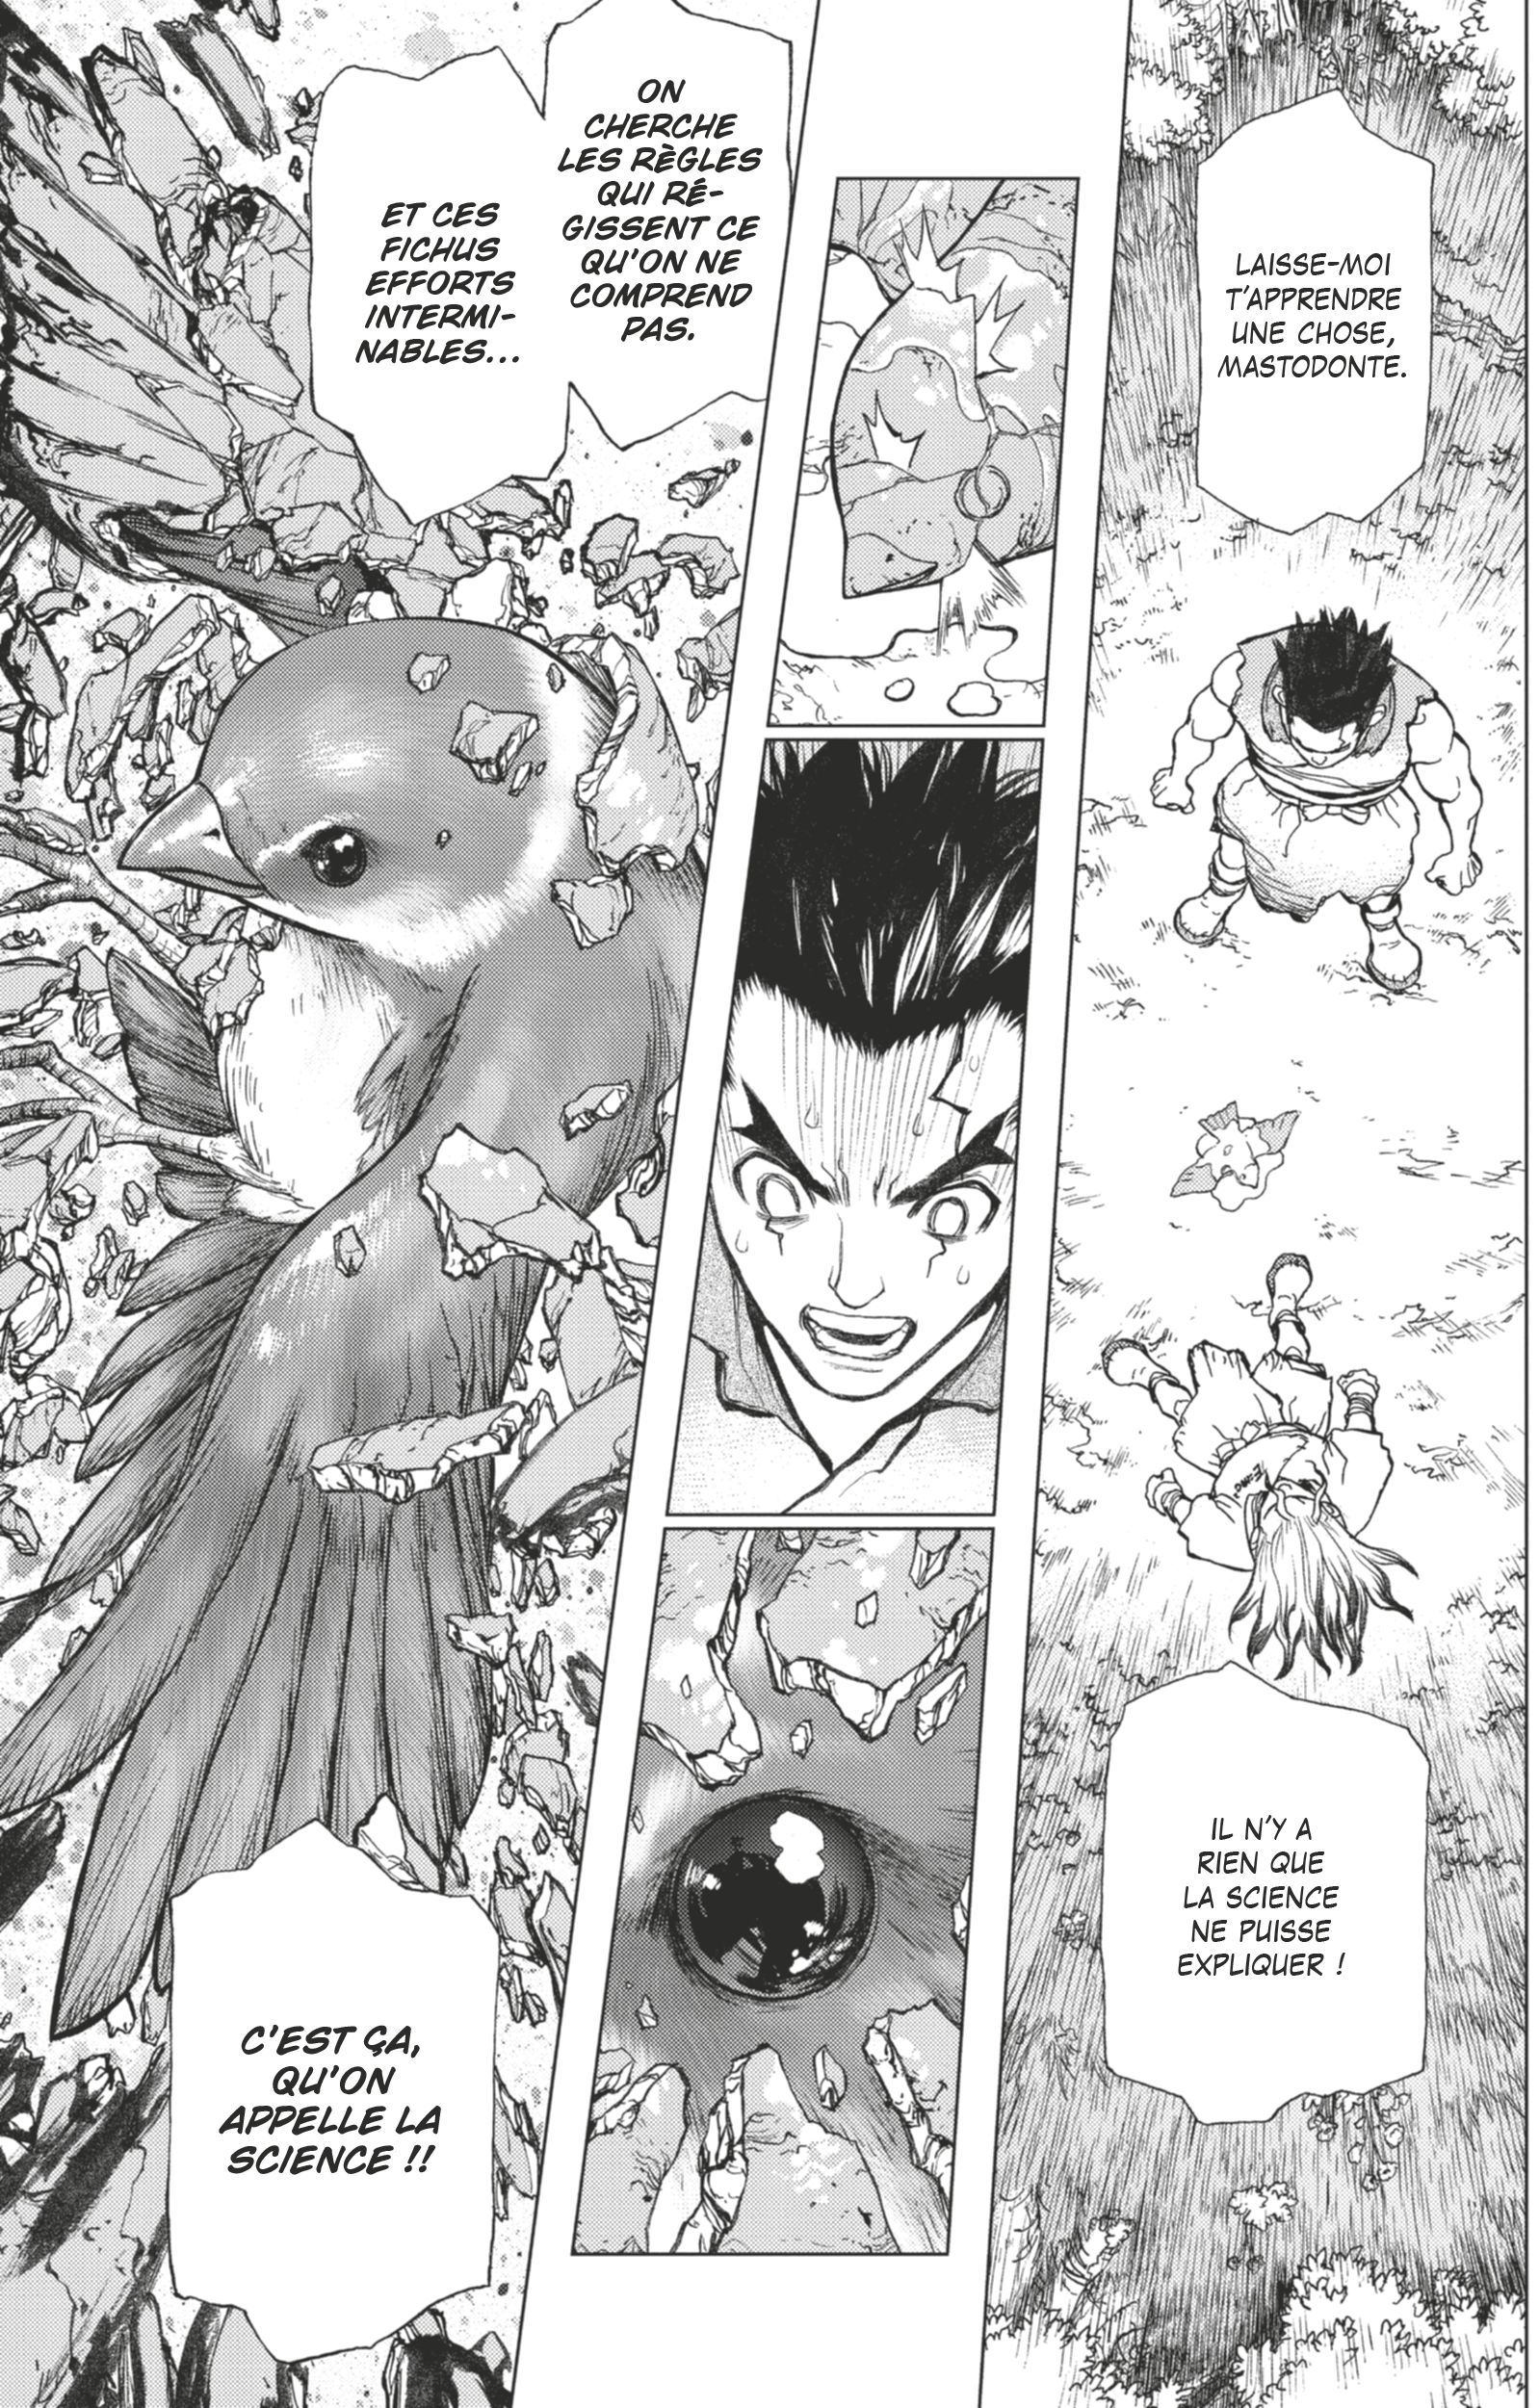 LAISSE-MOI
T'APPRENDRE
UNE CHOSE,
MASTODONTE.
IL N'Y A
RIEN QUE
LA SCIENCE
NE PUISSE
EXPLIQUER !
ON
CHERCHE
LES RÈGLES
QUI RÉ-
GISSENT CE
QU'ON NE
COMPREND
PAS.
ET CES
FICHUS
EFFORTS
INTERMI-
NABLES...
C'EST ÇA,
QU'ON
APPELLE LA
SCIENCE !!